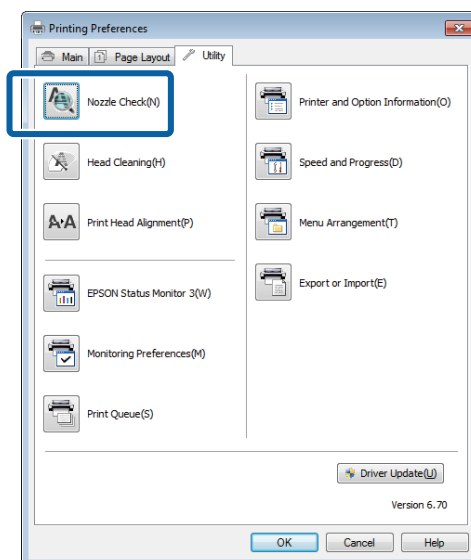 Printing Preferences
Main
Page Layout
Utility
Nozzle Check(N)
Head Cleaning(H)
Print Head Alignment(P)
EPSON Status Monitor 3(W)
Monitoring Preferences(M)
Print Queue(S)
Printer and Option Information(O)
Speed and Progress(D)
Menu Arrangement(T)
Export or Import(E)
Driver Update(U)
Version 6.70
OK
Cancel
Help